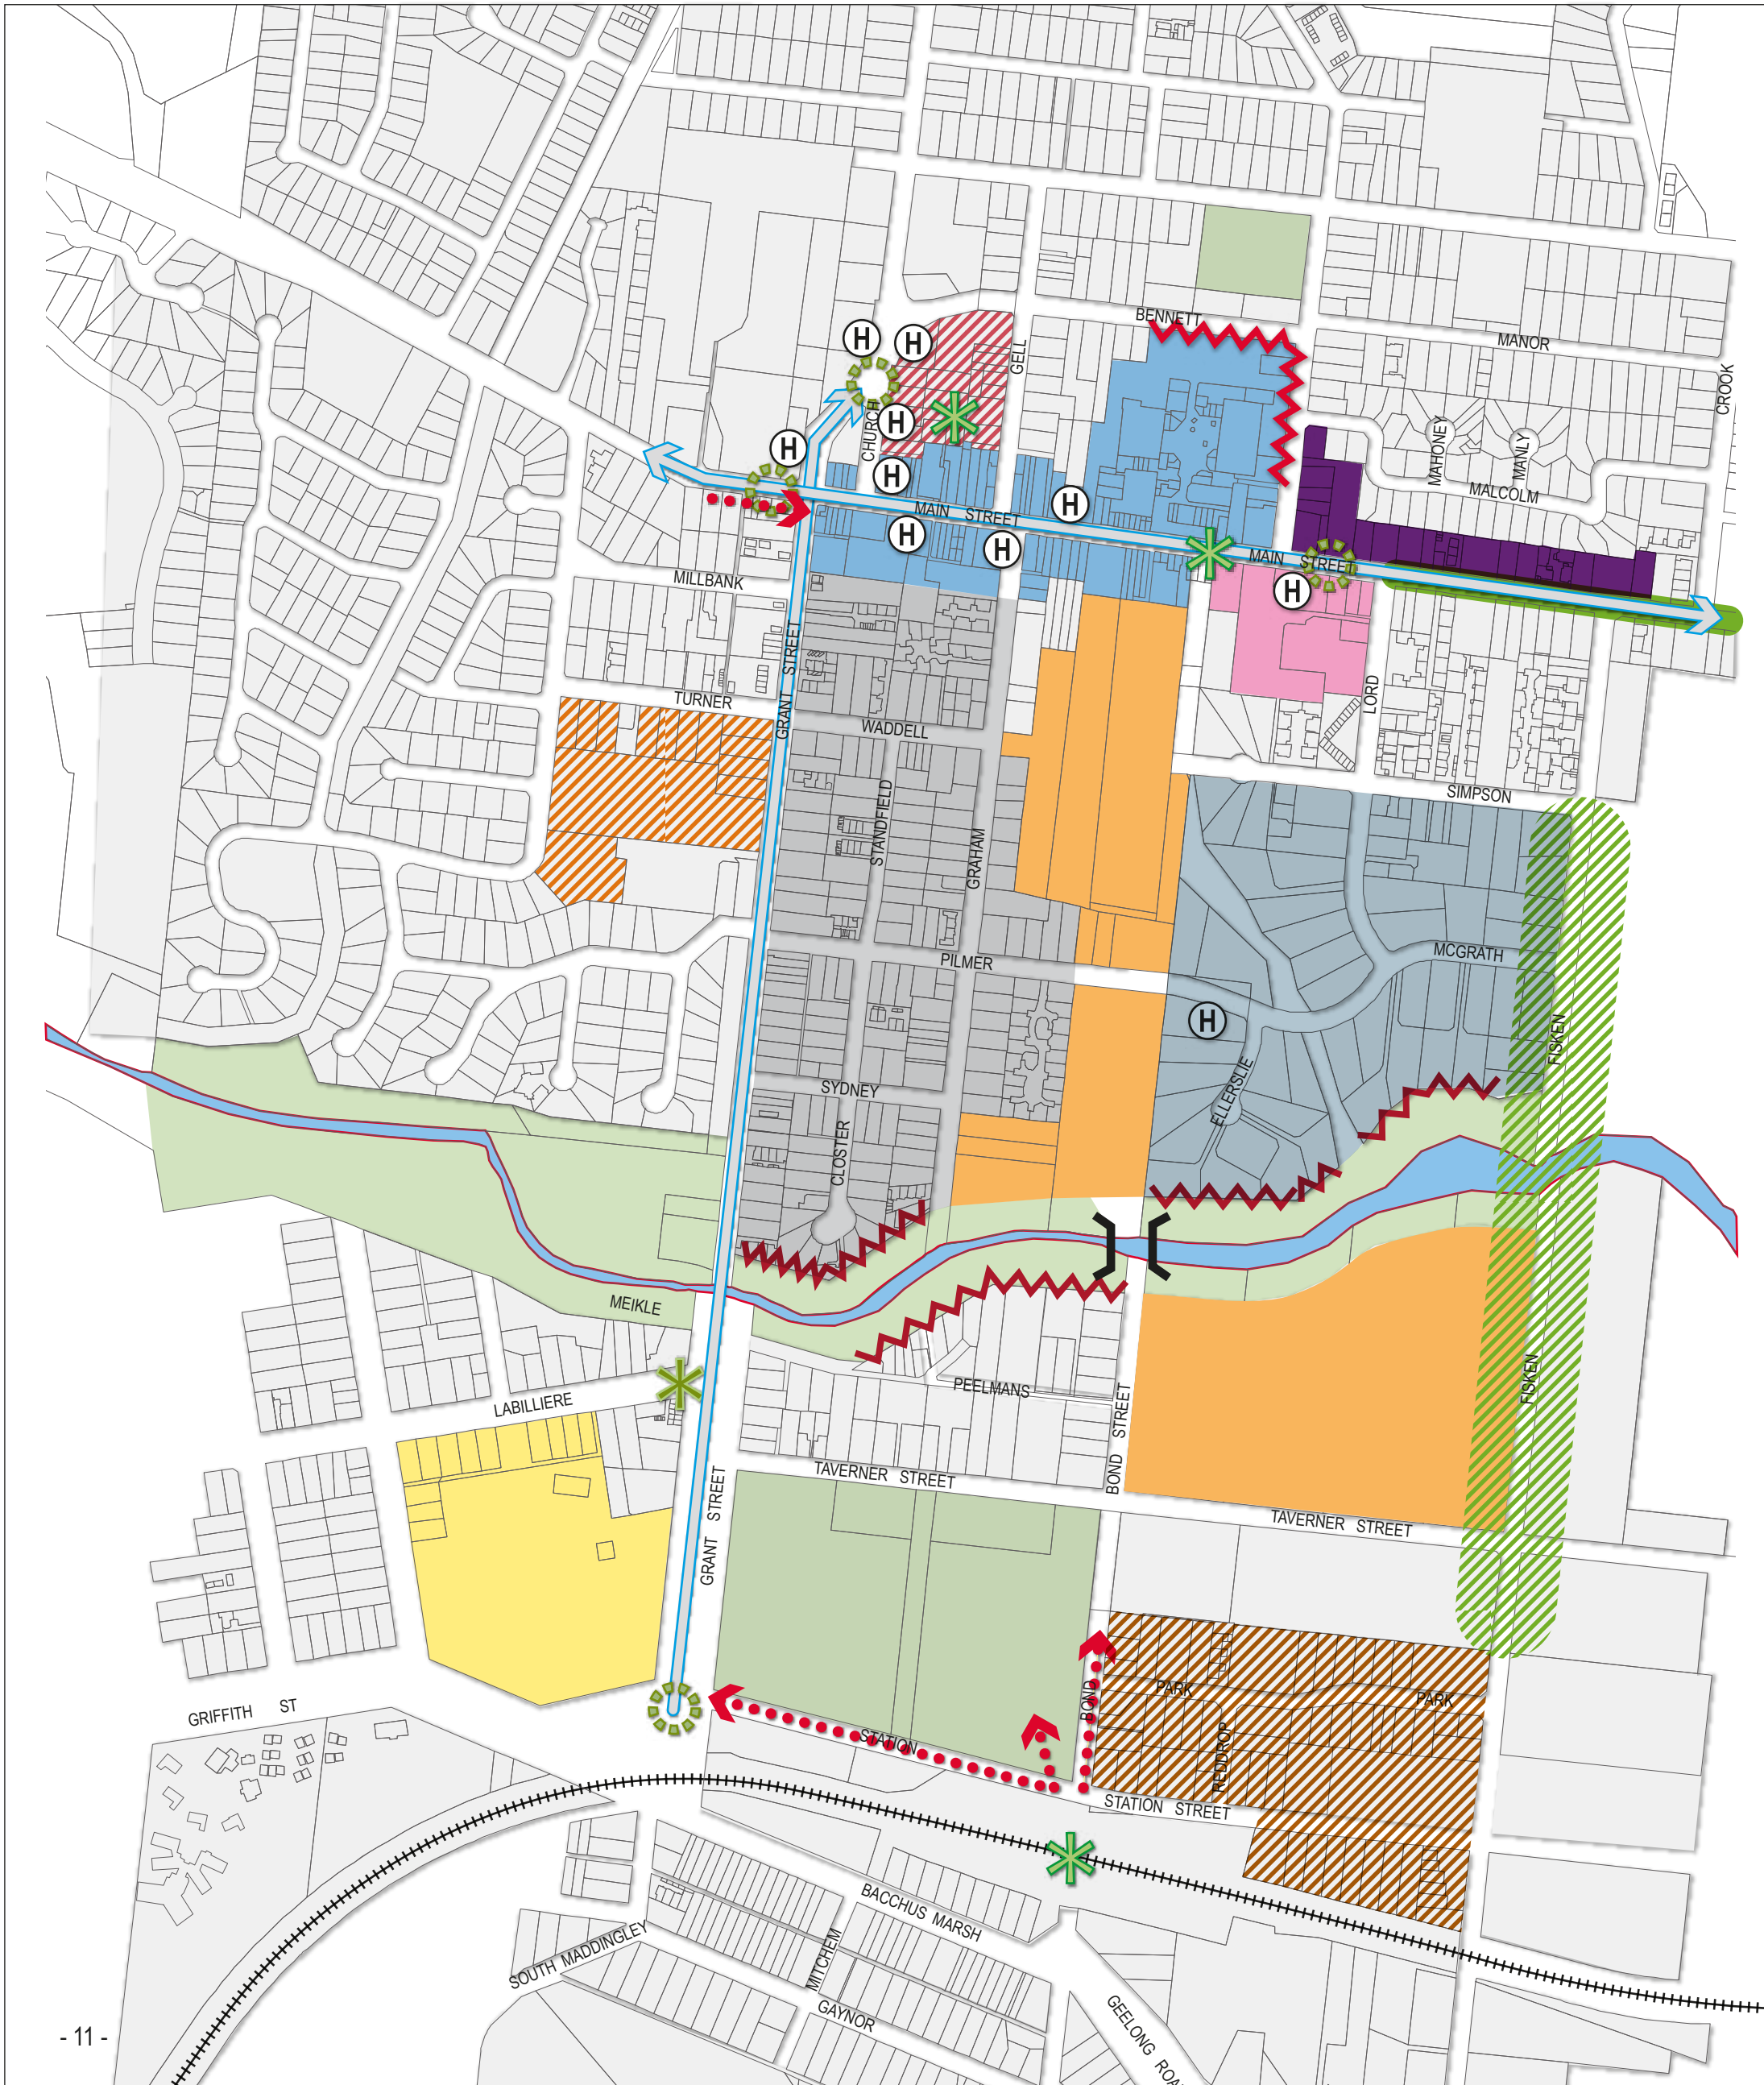 BENNETT
MANOR
GELL
CROOK
H
H
CHURCH
H
MAHONEY
MANLY
H
H
MALCOLM
H
MAIN STREET
H
H
MAIN STREET
MILLBANK
H
GRANT STREET
TURNER
LORD
WADDELL
STANDFIELD
SIMPSON
GRAHAM
PILMER
MCGRATH
H
FISKEN
SYDNEY
ELLERSLIE
CLOSTER
MEIKLE
PEELMANS
FISKEN
LABILLIERE
BOND STREET
TAVERNER STREET
TAVERNER STREET
GRANT STREET
GRIFFITH ST
BOND
PARK
PARK
STATION
REDDROP
STATION STREET
BACCHUS MARSH
SOUTH MADDINGLEY
MITCHEM
GAYNOR
GEELONG ROA
- 11 -